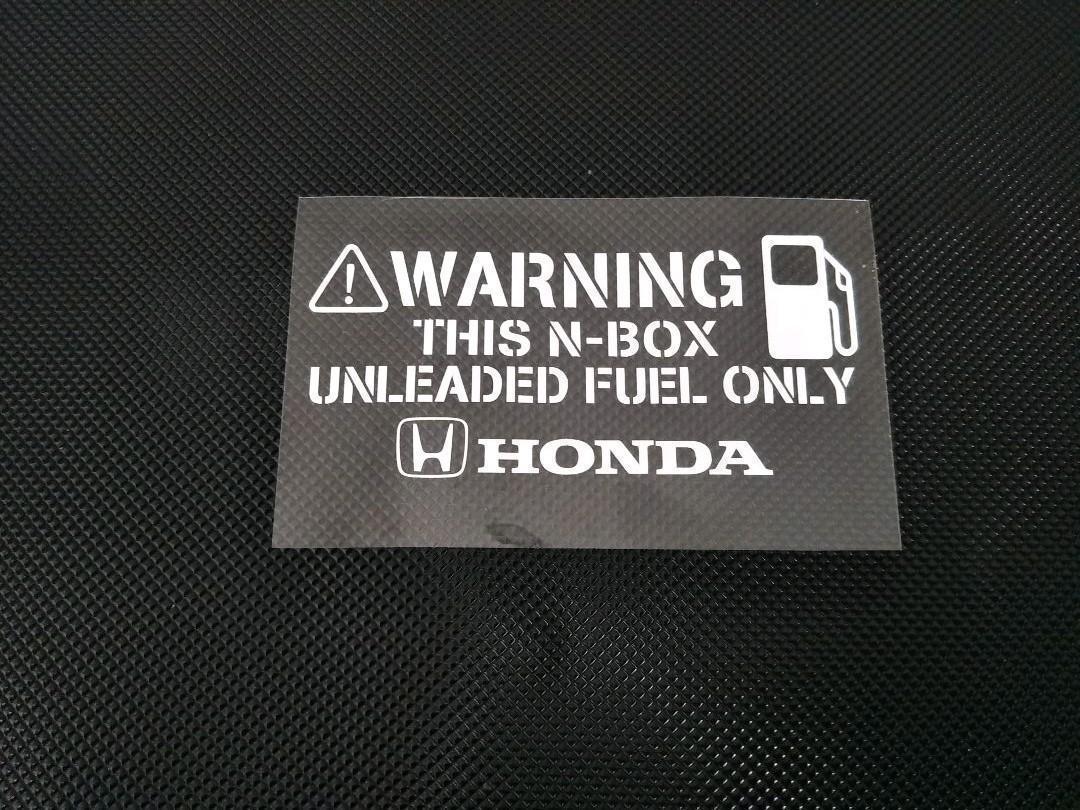 WARNING
THIS N-BOX
UNLEADED FUEL ONLY
HONDA